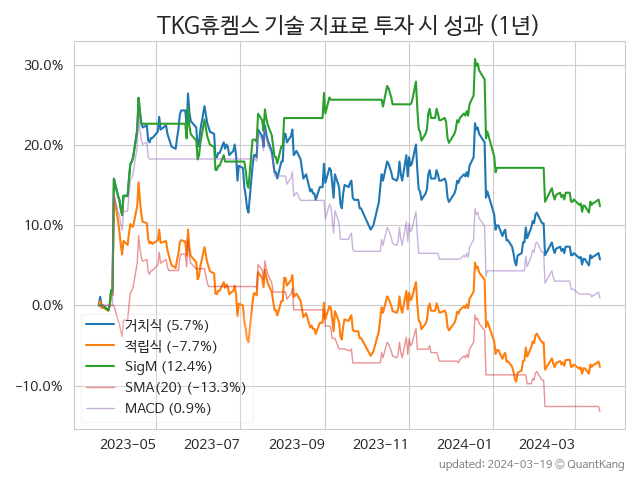 TKG휴켐스 기술 지표로 투자 시 성과 (1년)
30.0%
20.0%
10.0%
0.0%
−10.0%
거치식 (5.7%)
적립식 (−7.7%)
SigM (12.4%)
SMA(20) (−13.3%)
MACD (0.9%)
2023-05 2023-07 2023-09 2023-11 2024-01 2024-03
updated: 2024-03-19 © QuantKang